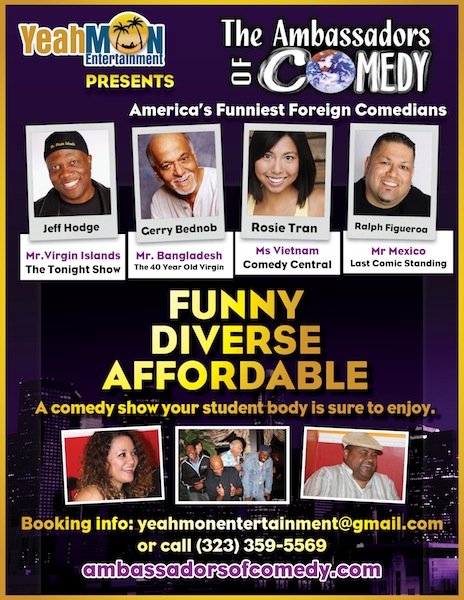 YeahMON
Entertainment
PRESENTS
The Ambassadors
OF COMEDY
America's Funniest Foreign Comedians
Jeff Hodge
Gerry Bednob
Rosie Tran
Ralph Figueroa
Mr.Virgin Islands
The Tonight Show
Mr. Bangladesh
The 40 Year Old Virgin
Ms Vietnam
Comedy Central
Mr Mexico
Last Comic Standing
FUNNY
DIVERSE
AFFORDABLE
A comedy show your student body is sure to enjoy.
Booking info: yeahmonentertainment@gmail.com
or call (323) 359-5569
ambassadorsofcomedy.com